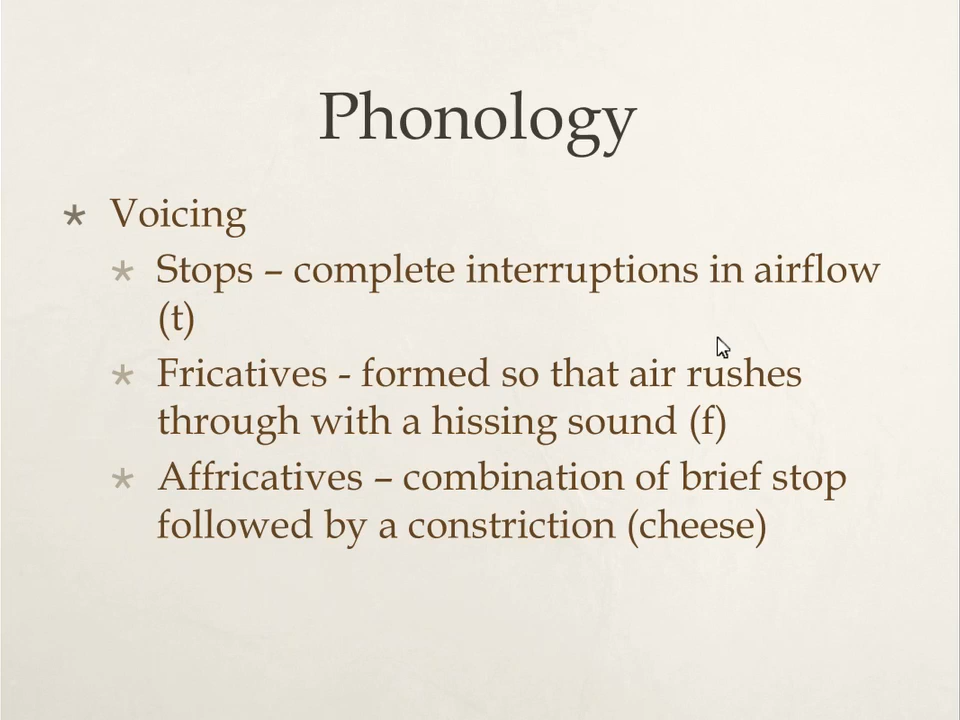 Phonology
* Voicing
* Stops – complete interruptions in airflow
(t)
* Fricatives - formed so that air rushes
through with a hissing sound (f)
* Affricatives – combination of brief stop
followed by a constriction (cheese)